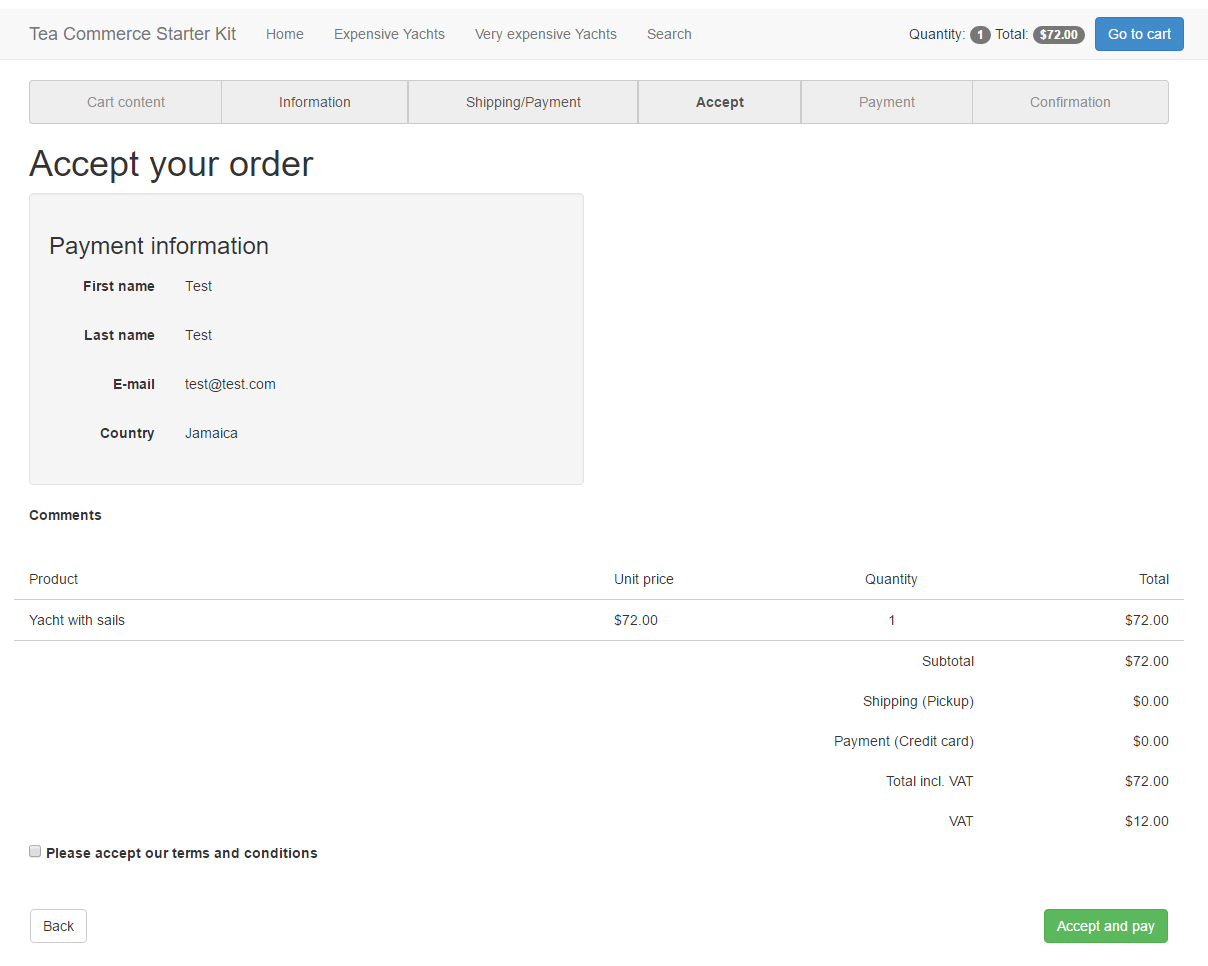 Tea Commerce Starter Kit Home Expensive Yachts Very expensive Yachts Search Quantity: 1 Total: $72.00 Go to cart
Cart content Information Shipping/Payment Accept Payment Confirmation
Accept your order
Payment information
First name Test
Last name Test
E-mail test@test.com
Country Jamaica
Comments
Product Unit price Quantity Total
Yacht with sails $72.00 1 $72.00
Subtotal $72.00
Shipping (Pickup) $0.00
Payment (Credit card) $0.00
Total incl. VAT $72.00
VAT $12.00
Please accept our terms and conditions
Back Accept and pay